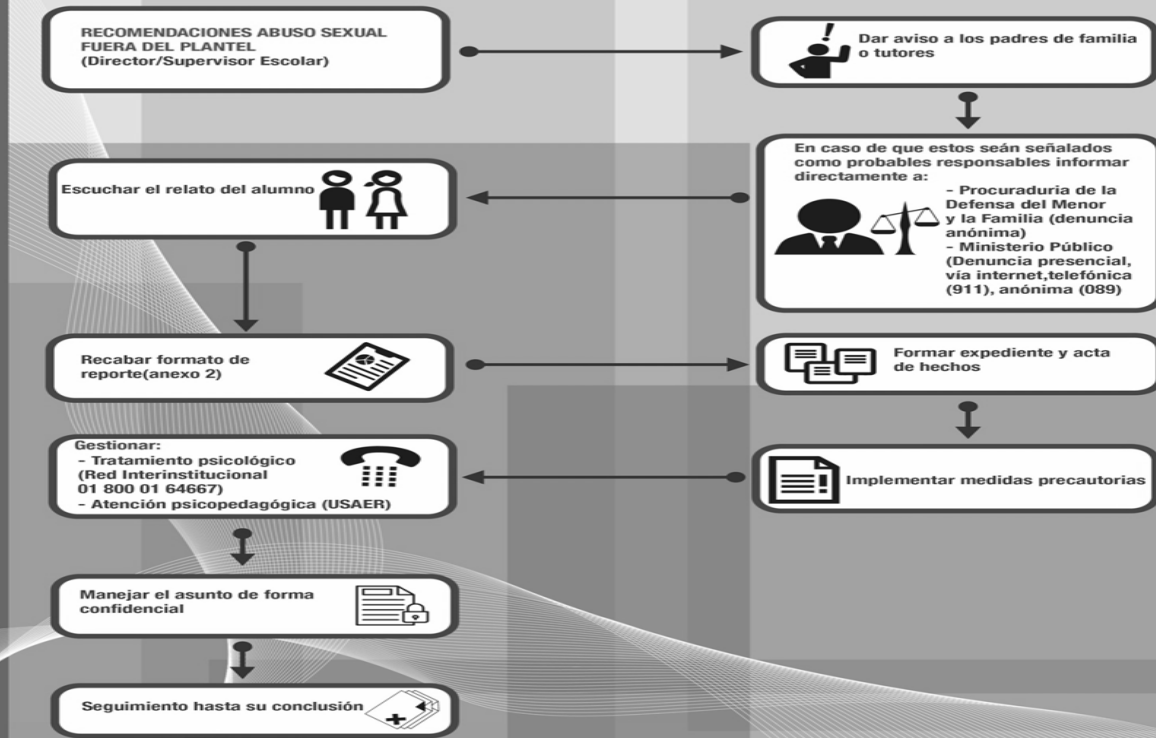 RECOMENDACIONES ABUSO SEXUAL
FUERA DEL PLANTEL
(Director/Supervisor Escolar)
Dar aviso a los padres de familia
o tutores
En caso de que estos seán señalados
como probables responsables informar
directamente a:
- Procuraduria de la
Defensa del Menor
y la Familia (denuncia
anónima)
- Ministerio Público
(Denuncia presencial,
vía internet,telefónica
(911), anónima (089)
Escuchar el relato del alumno
Recabar formato de
reporte(anexo 2)
Formar expediente y acta
de hechos
Implementar medidas precautorias
Gestionar:
- Tratamiento psicológico
(Red Interinstitucional
01 800 01 64667)
- Atención psicopedagógica (USAER)
Manejar el asunto de forma
confidencial
Seguimiento hasta su conclusión